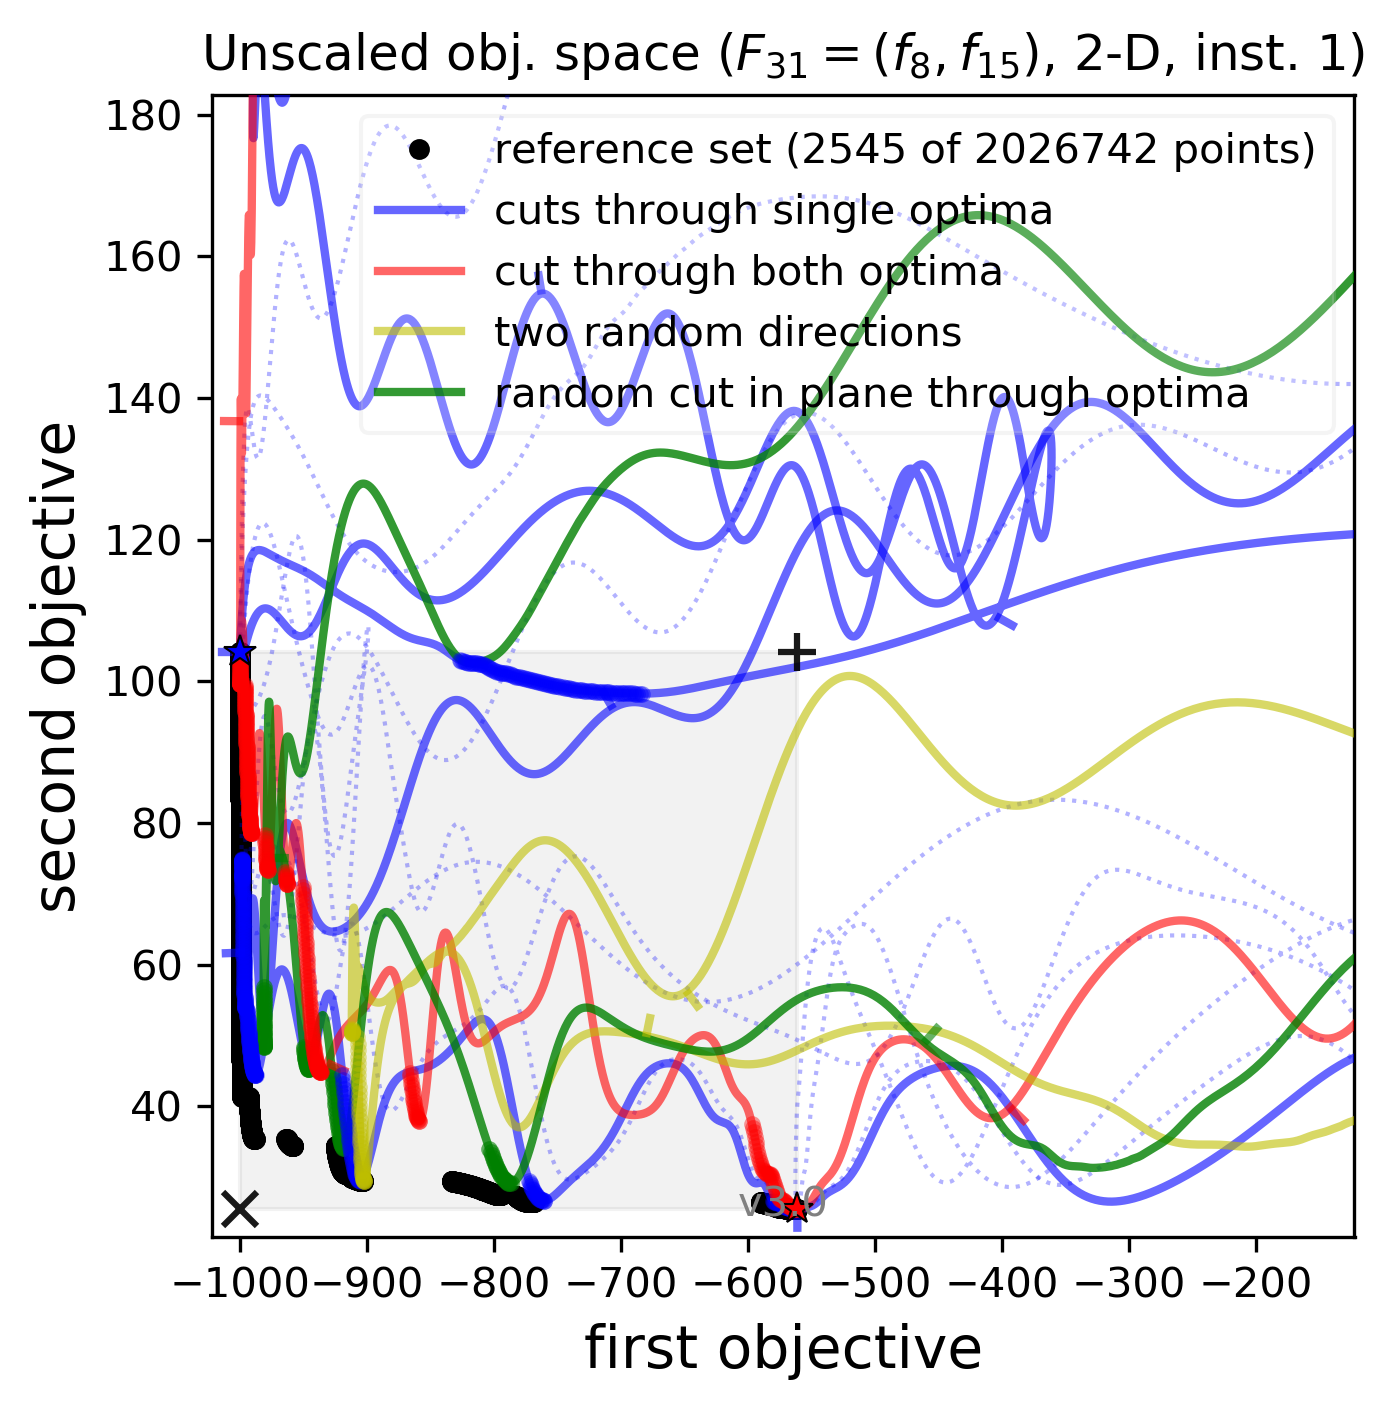 Unscaled obj. space (F31 = (f8, f15), 2-D, inst. 1)
reference set (2545 of 2026742 points)
cuts through single optima
cut through both optima
two random directions
random cut in plane through optima
180
160
140
120
100
80
60
40
second objective
v3.0
−1000 −900 −800 −700 −600 −500 −400 −300 −200
first objective